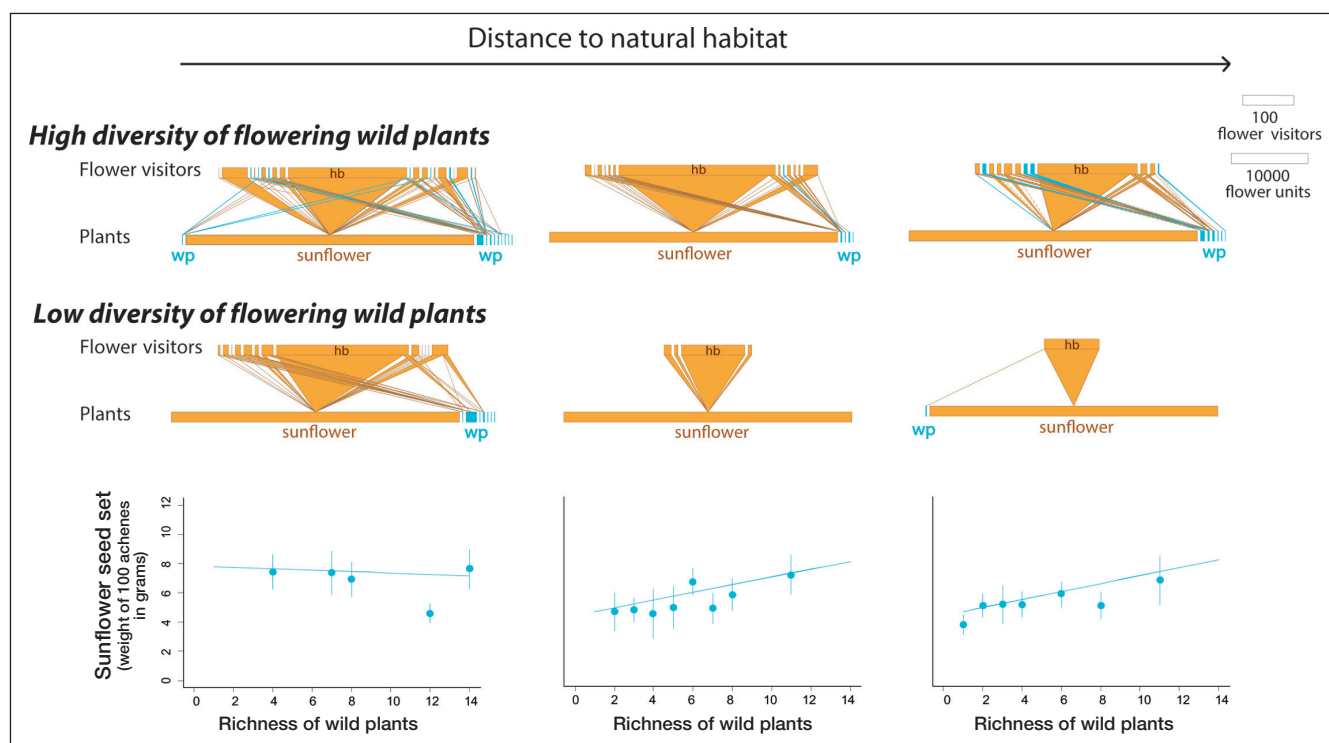 Distance to natural habitat
100
flower visitors
10000
flower units
High diversity of flowering wild plants
Flower visitors
hb
hb
hb
Plants
wp
sunflower
wp
sunflower
wp
sunflower
wp
Low diversity of flowering wild plants
Flower visitors
hb
hb
hb
Plants
sunflower
wp
sunflower
wp
sunflower
Sunflower seed set
(weight of 100 achenes
in grams)
12
10
8
6
4
2
0
0 2 4 6 8 10 12 14
0 2 4 6 8 10 12 14
0 2 4 6 8 10 12 14
Richness of wild plants
Richness of wild plants
Richness of wild plants